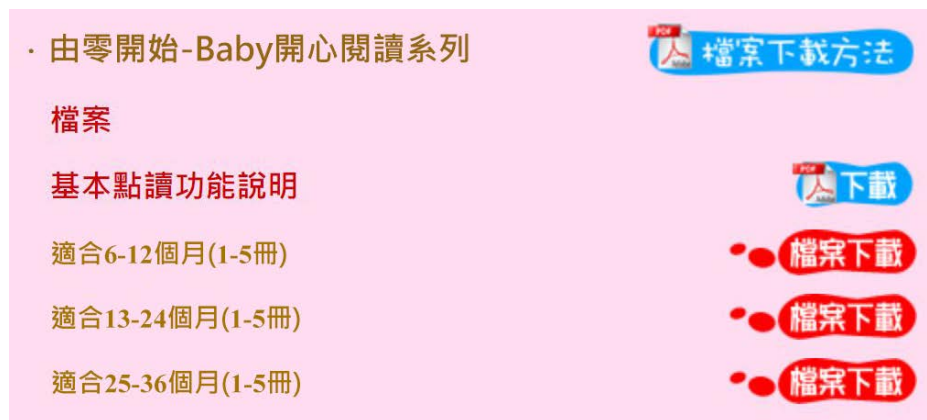 · 由零開始-Baby開心閱讀系列
PDF 檔案下載方法
檔案
基本點讀功能說明
PDF 下載
適合6-12個月(1-5冊)
檔案下載
適合13-24個月(1-5冊)
檔案下載
適合25-36個月(1-5冊)
檔案下載